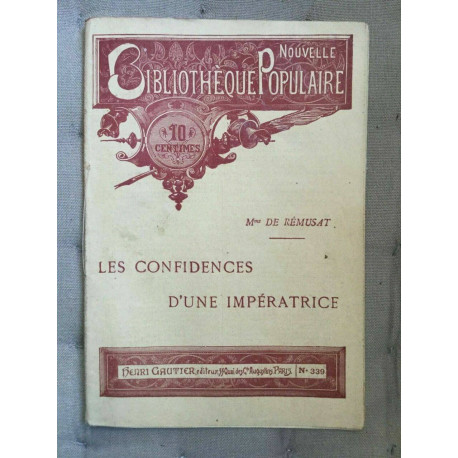 NOUVELLE
BIBLIOTHÈQUE POPULAIRE
10
CENTIMES
Mme DE RÉMUSAT
LES CONFIDENCES
D'UNE IMPÉRATRICE
HENRI GAUTIER, éditeur, Quai des Gds Augustins, Paris. Nº 339